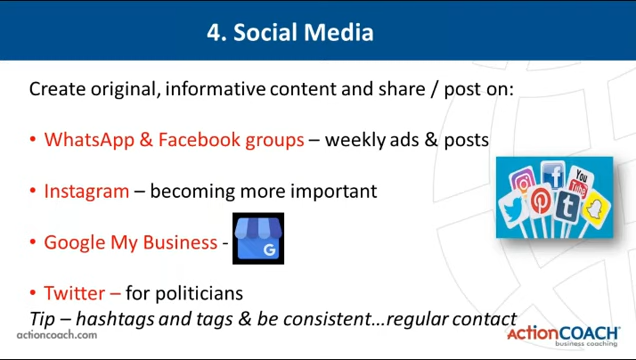 4. Social Media
Create original, informative content and share / post on:
• WhatsApp & Facebook groups – weekly ads & posts
• Instagram – becoming more important
• Google My Business -
G
• Twitter – for politicians
Tip – hashtags and tags & be consistent...regular contact
You
Tube
actioncoach.com
ActionCOACH
business coaching